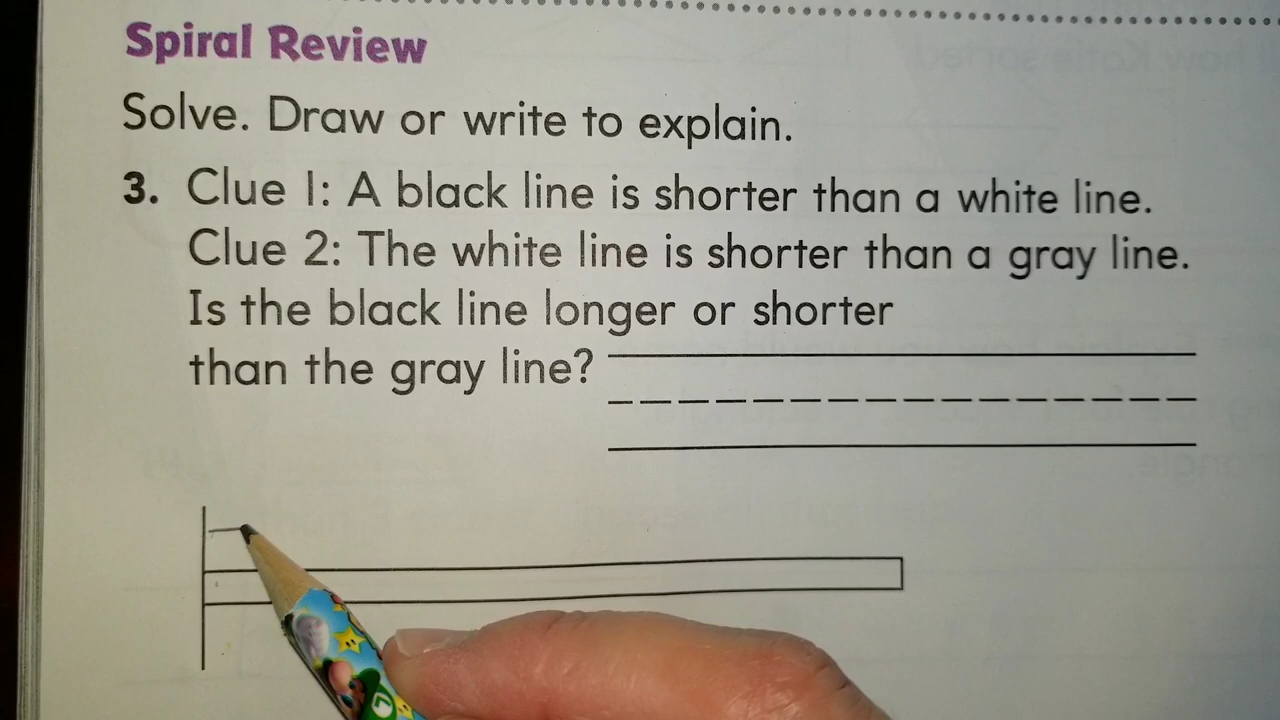 Spiral Review
Solve. Draw or write to explain.
3. Clue 1: A black line is shorter than a white line.
Clue 2: The white line is shorter than a gray line.
Is the black line longer or shorter
than the gray line?